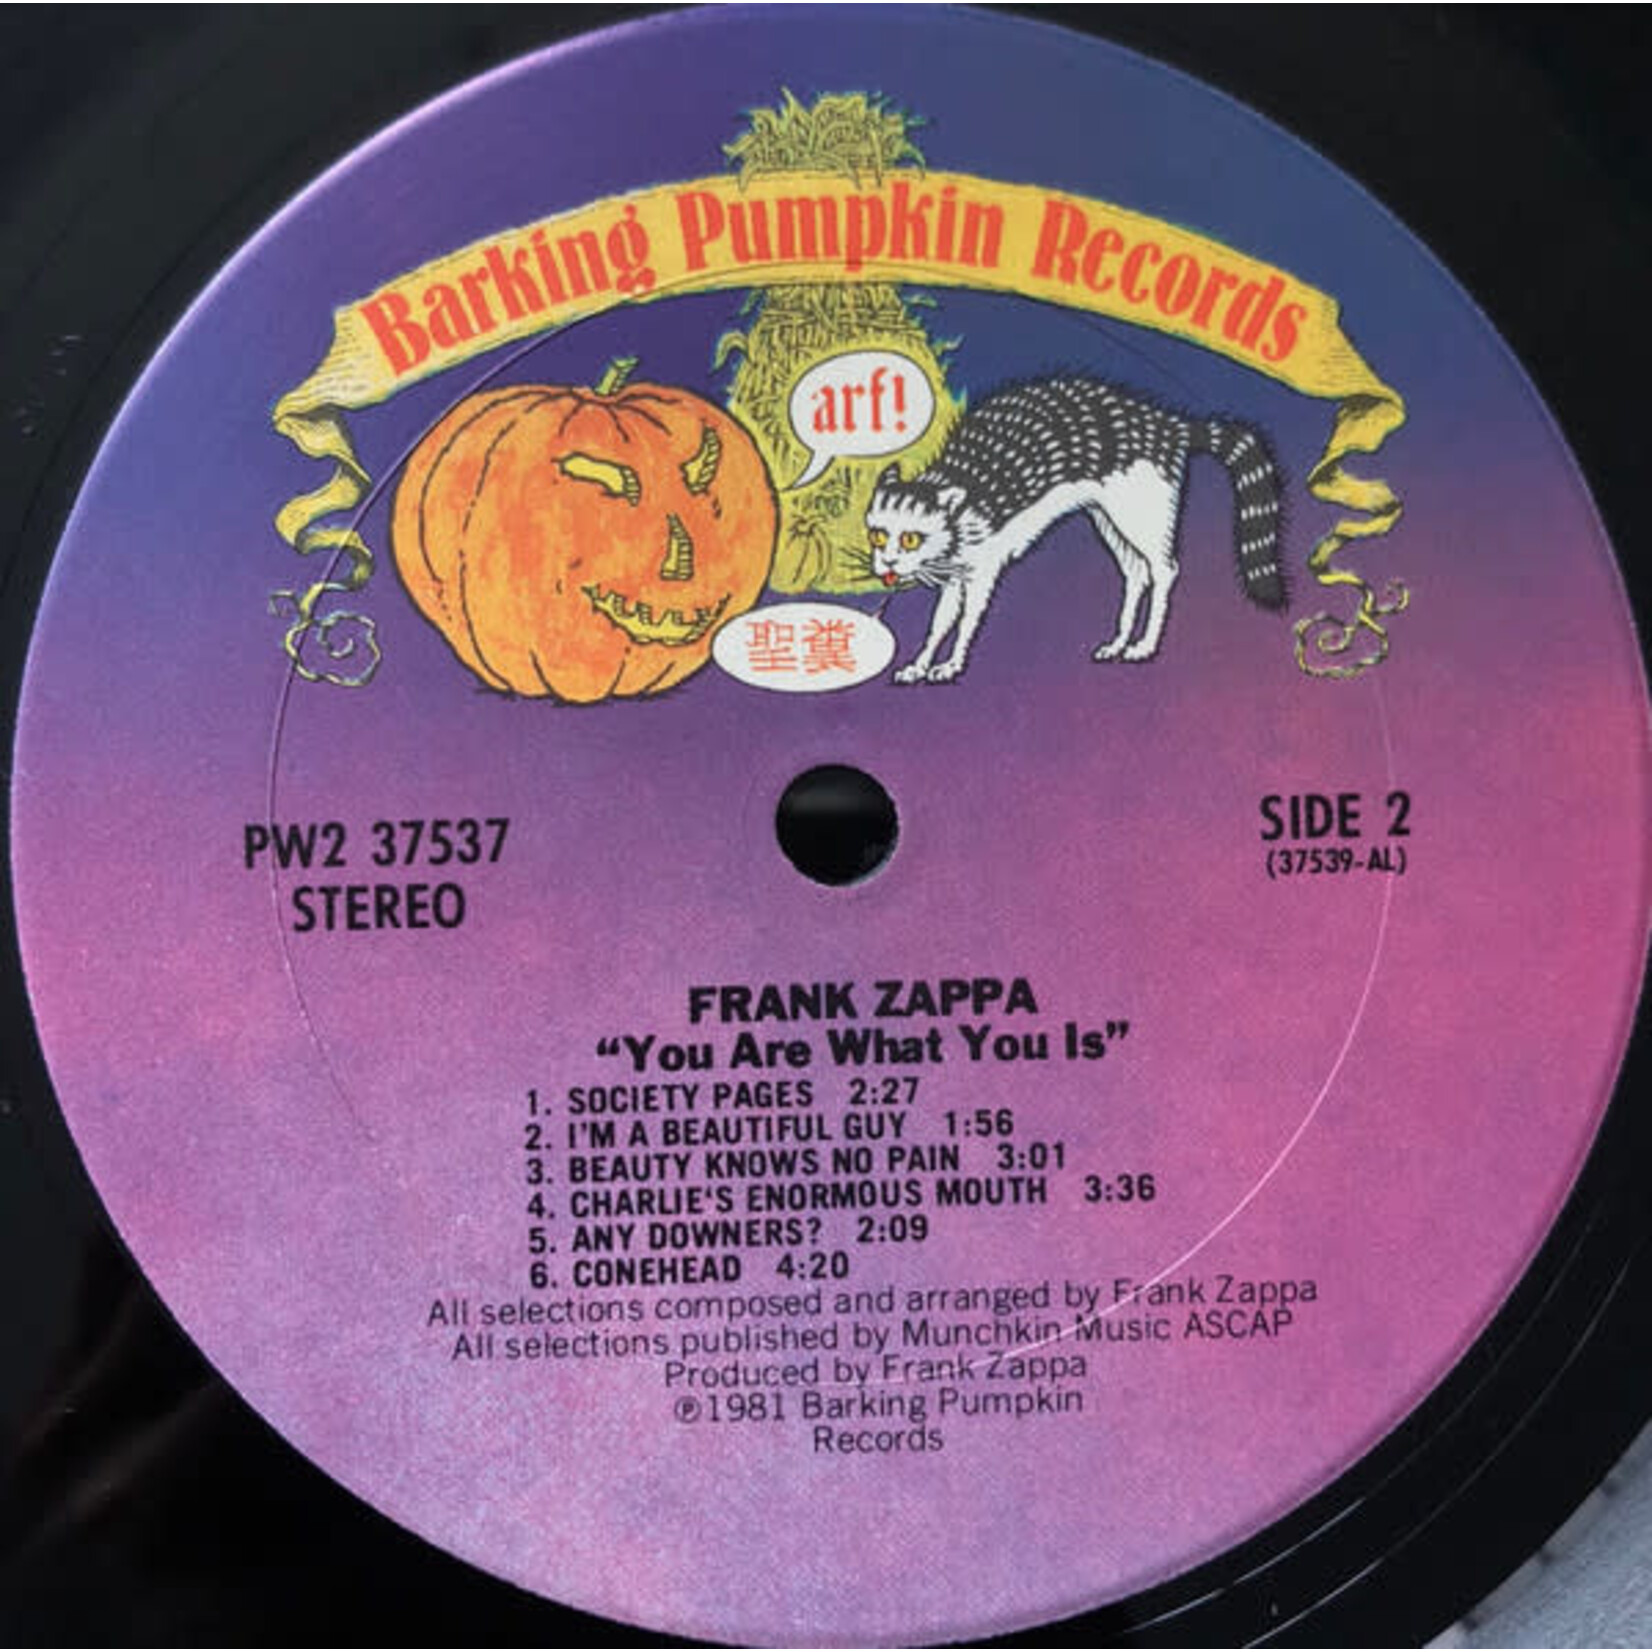 Barking Pumpkin Records
arf!
聖糞
PW2 37537
STEREO
SIDE 2
(37539-AL)
FRANK ZAPPA
“You Are What You Is”
1. SOCIETY PAGES 2:27
2. I'M A BEAUTIFUL GUY 1:56
3. BEAUTY KNOWS NO PAIN 3:01
4. CHARLIE'S ENORMOUS MOUTH 3:36
5. ANY DOWNERS? 2:09
6. CONEHEAD 4:20
All selections composed and arranged by Frank Zappa
All selections published by Munchkin Music ASCAP
Produced by Frank Zappa
℗1981 Barking Pumpkin
Records